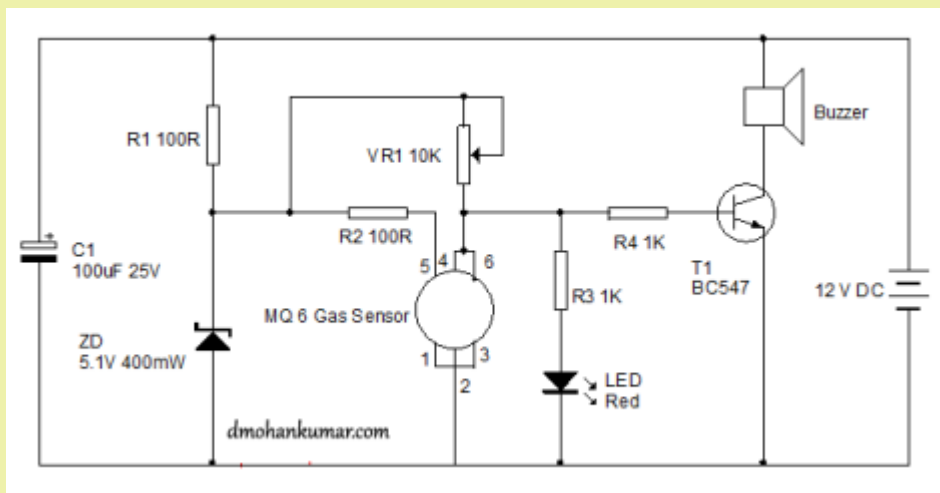 R1 100R
VR1 10K
Buzzer
+
C1
100uF 25V
R2 100R
R4 1K
T1
BC547
12 V DC
5
4
6
R3 1K
MQ 6 Gas Sensor
ZD
5.1V 400mW
1
3
2
LED
Red
dmohankumar.com